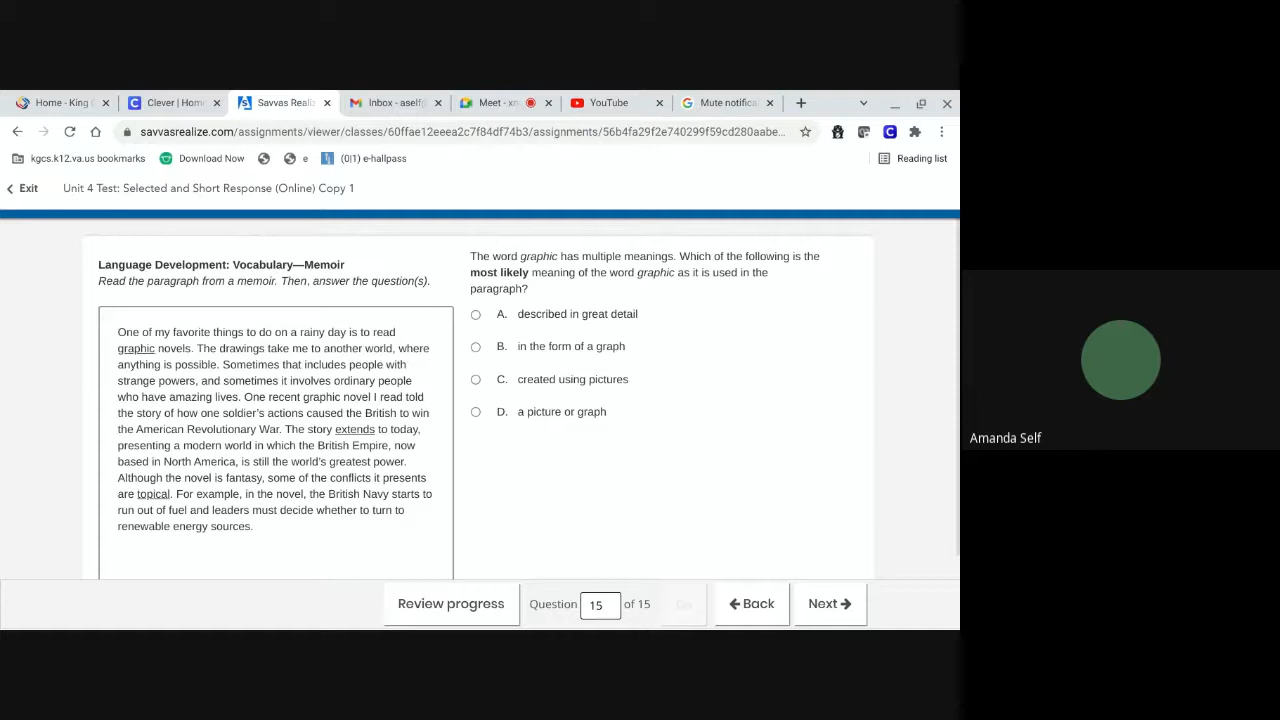 Home - King
Clever | Hom
Savvas Reali
Inbox - aself
Meet - xn
YouTube
Mute notifica
savvasrealize.com/assignments/viewer/classes/60ffae12eeea2c7f84df74b3/assignments/56b4fa29f2e740299f59cd280aabe...
kgcs.k12.va.us bookmarks
Download Now
e
(0|1) e-hallpass
Reading list
Exit
Unit 4 Test: Selected and Short Response (Online) Copy 1
Language Development: Vocabulary—Memoir
Read the paragraph from a memoir. Then, answer the question(s).
One of my favorite things to do on a rainy day is to read
graphic novels. The drawings take me to another world, where
anything is possible. Sometimes that includes people with
strange powers, and sometimes it involves ordinary people
who have amazing lives. One recent graphic novel I read told
the story of how one soldier's actions caused the British to win
the American Revolutionary War. The story extends to today,
presenting a modern world in which the British Empire, now
based in North America, is still the world's greatest power.
Although the novel is fantasy, some of the conflicts it presents
are topical. For example, in the novel, the British Navy starts to
run out of fuel and leaders must decide whether to turn to
renewable energy sources.
The word graphic has multiple meanings. Which of the following is the
most likely meaning of the word graphic as it is used in the
paragraph?
A. described in great detail
B. in the form of a graph
C. created using pictures
D. a picture or graph
Review progress
Question 15 of 15
Go
Back
Next
Amanda Self